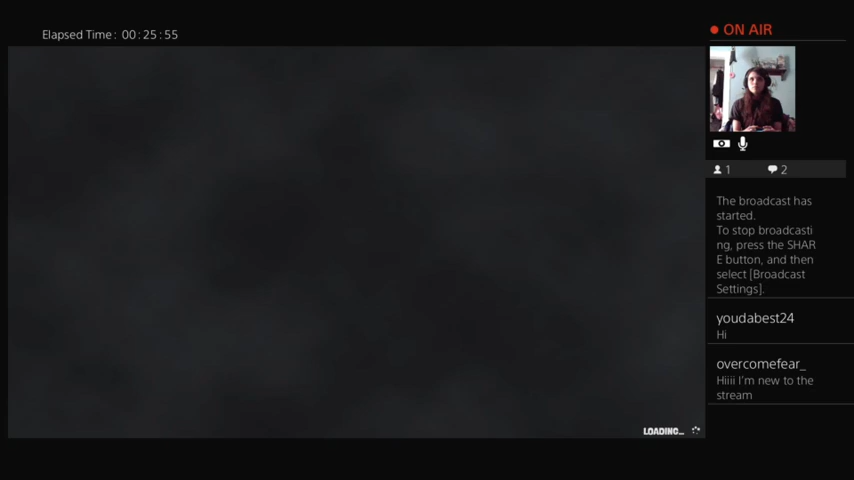 Elapsed Time: 00:25:55
ON AIR
1
2
The broadcast has
started.
To stop broadcasti
ng, press the SHAR
E button, and then
select [Broadcast
Settings].
youdabest24
Hi
overcomefear_
Hiiii I'm new to the
stream
LOADING...